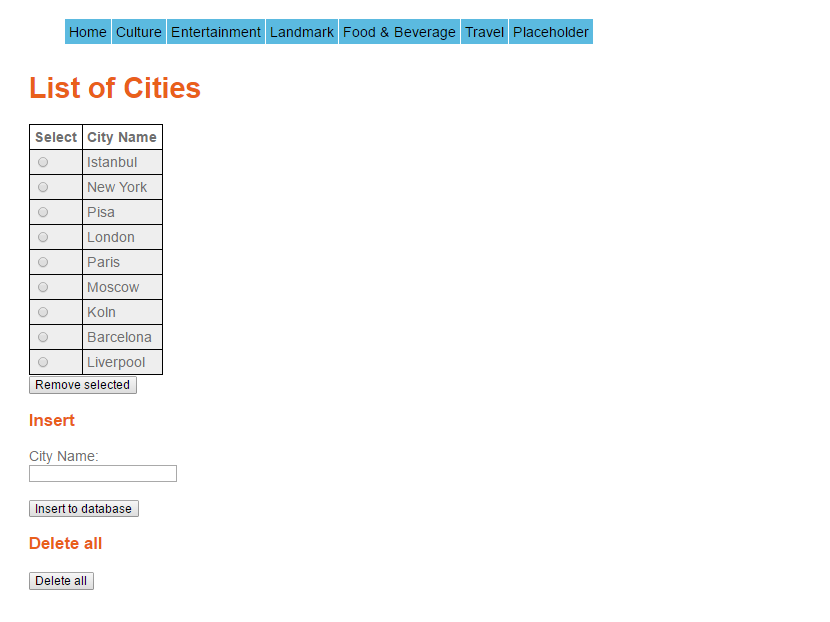 Home Culture Entertainment Landmark Food & Beverage Travel Placeholder
List of Cities
Select City Name
Istanbul
New York
Pisa
London
Paris
Moscow
Koln
Barcelona
Liverpool
Remove selected
Insert
City Name:
Insert to database
Delete all
Delete all